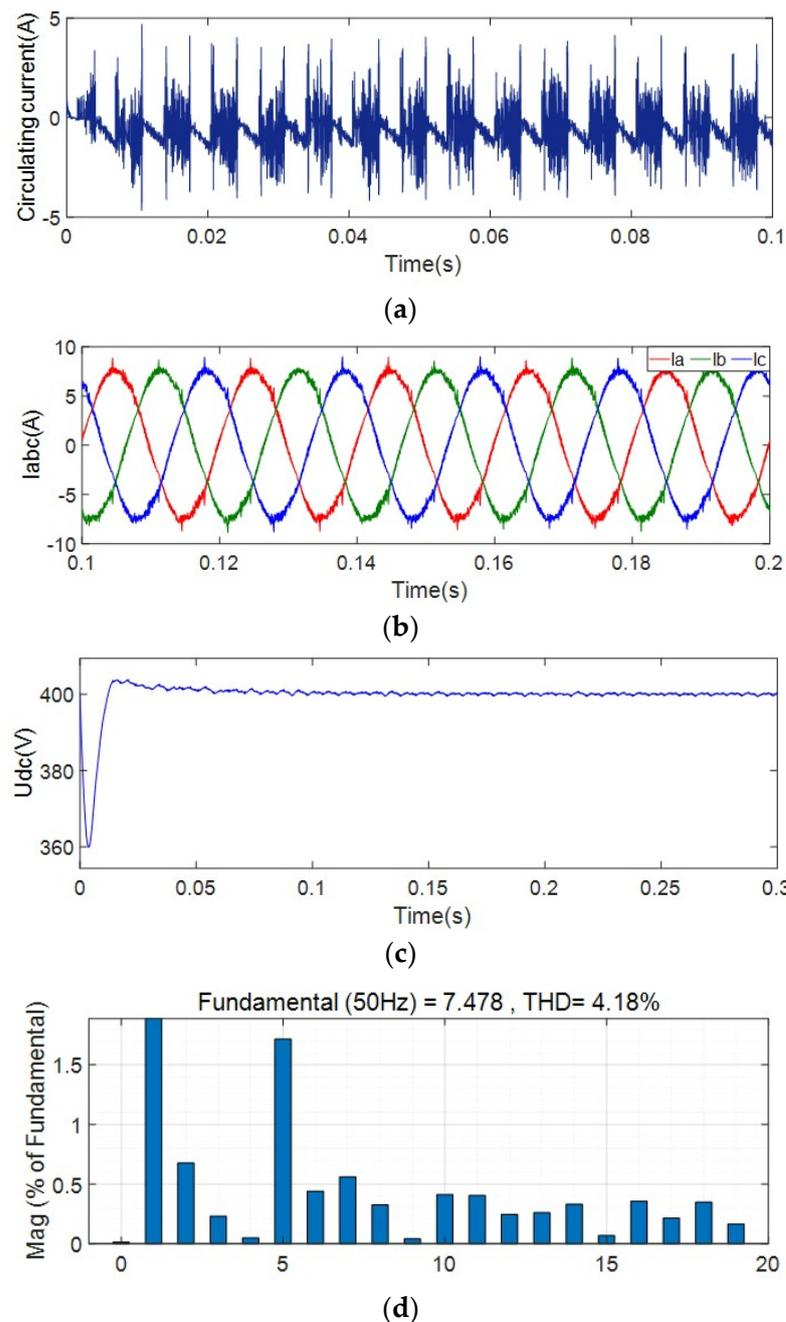 5
0
-5
Circulating current(A)
0 0.02 0.04 0.06 0.08 0.1
Time(s)
(a)
10
5
0
-5
-10
Iabc(A)
Ia Ib Ic
0.1 0.12 0.14 0.16 0.18 0.2
Time(s)
(b)
400
380
360
Udc(V)
0 0.05 0.1 0.15 0.2 0.25 0.3
Time(s)
(c)
Fundamental (50Hz) = 7.478 , THD= 4.18%
1.5
1
0.5
0
Mag (% of Fundamental)
0 5 10 15 20
(d)